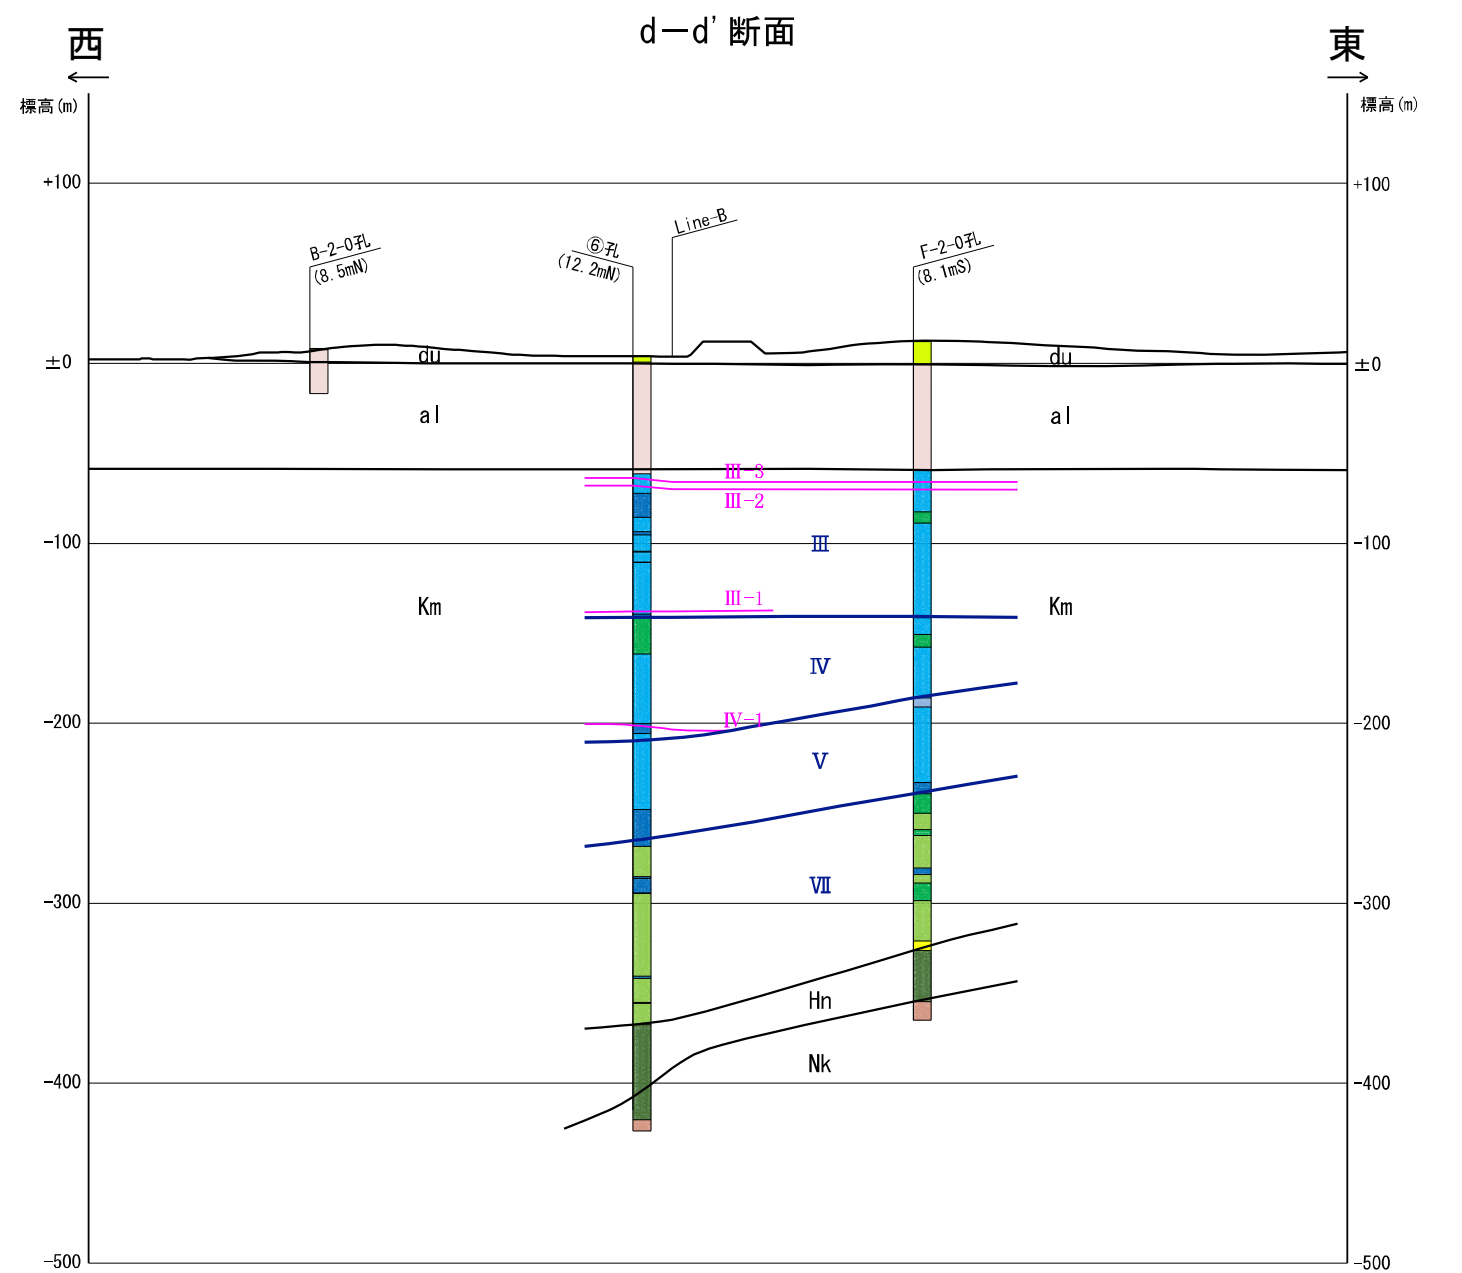 d−d' 断面
西
東
標高(m)
標高(m)
+100
+100
Line-B
B-2-0孔
(8.5mN)
⑥孔
(12.2mN)
F-2-0孔
(8.1mS)
du
du
±0
±0
al
al
Ⅲ-3
Ⅲ-2
-100
Ⅲ
-100
Ⅲ-1
Km
Km
Ⅳ
Ⅳ-1
-200
-200
Ⅴ
Ⅶ
-300
-300
Hn
Nk
-400
-400
-500
-500